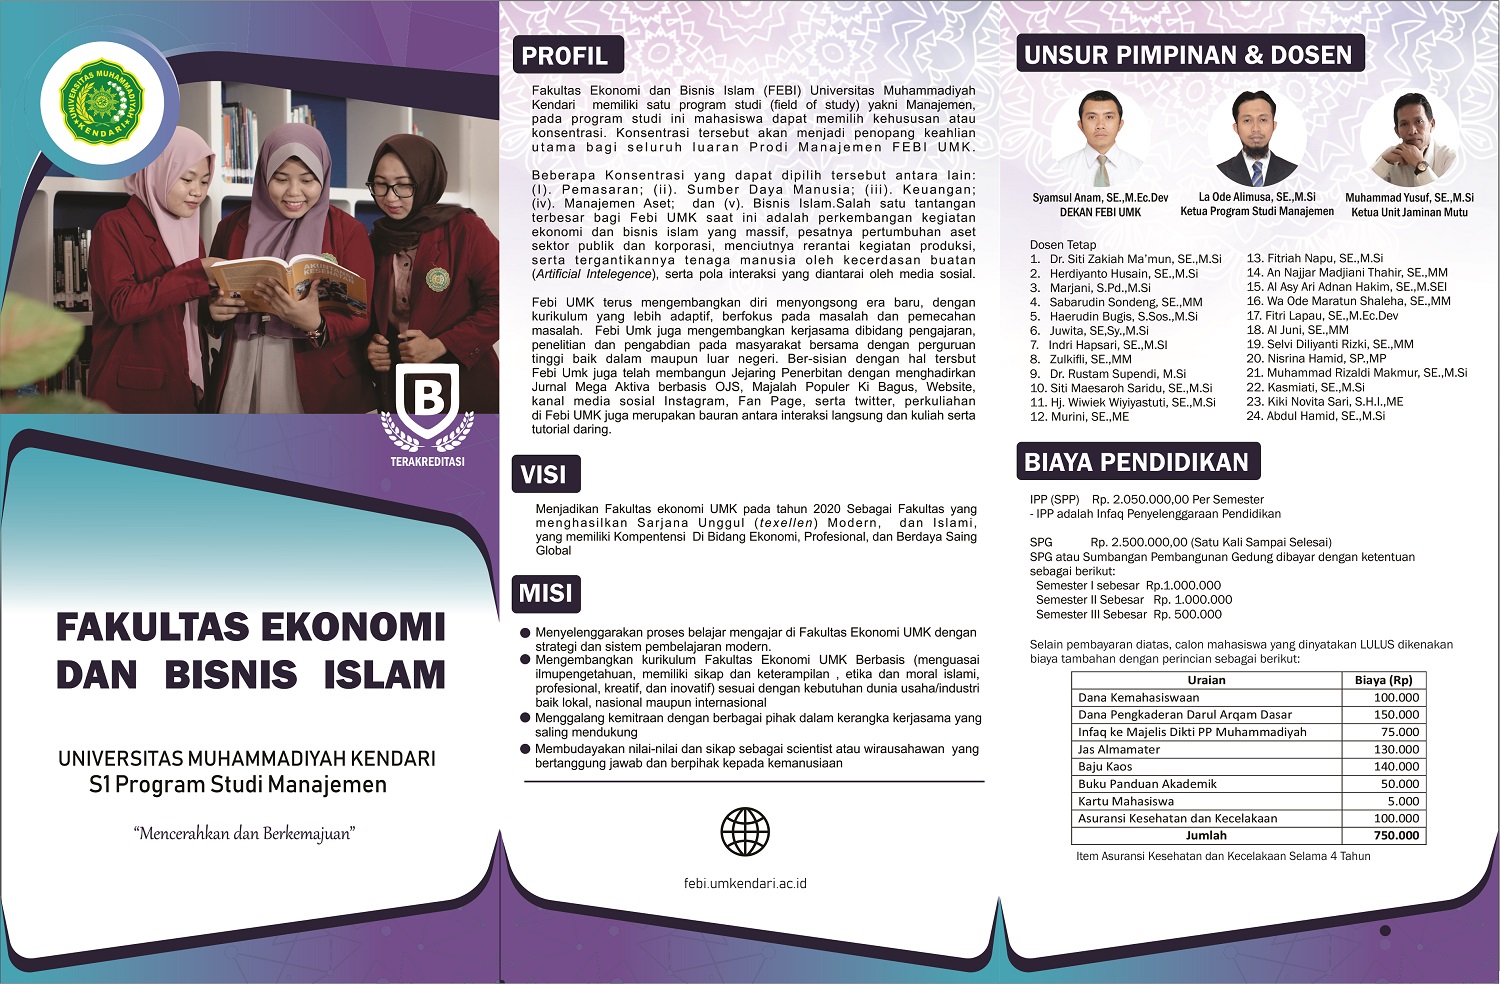 UNIVERSITAS MUHAMMADIYAH
KENDARI
AKUNTANSI
B
TERAKREDITASI
FAKULTAS EKONOMI
DAN BISNIS ISLAM
UNIVERSITAS MUHAMMADIYAH KENDARI
S1 Program Studi Manajemen
“Mencerahkan dan Berkemajuan”
PROFIL
Fakultas Ekonomi dan Bisnis Islam (FEBI) Universitas Muhammadiyah
Kendari memiliki satu program studi (field of study) yakni Manajemen,
pada program studi ini mahasiswa dapat memilih kehususan atau
konsentrasi. Konsentrasi tersebut akan menjadi penopang keahlian
utama bagi seluruh luaran Prodi Manajemen FEBI UMK.
Beberapa Konsentrasi yang dapat dipilih tersebut antara lain:
(I). Pemasaran; (ii). Sumber Daya Manusia; (iii). Keuangan;
(iv). Manajemen Aset; dan (v). Bisnis Islam.Salah satu tantangan
terbesar bagi Febi UMK saat ini adalah perkembangan kegiatan
ekonomi dan bisnis islam yang massif, pesatnya pertumbuhan aset
sektor publik dan korporasi, menciutnya rerantai kegiatan produksi,
serta tergantikannya tenaga manusia oleh kecerdasan buatan
(Artificial Intelegence), serta pola interaksi yang diantarai oleh media sosial.
Febi UMK terus mengembangkan diri menyongsong era baru, dengan
kurikulum yang lebih adaptif, berfokus pada masalah dan pemecahan
masalah. Febi Umk juga mengembangkan kerjasama dibidang pengajaran,
penelitian dan pengabdian pada masyarakat bersama dengan perguruan
tinggi baik dalam maupun luar negeri. Ber-sisian dengan hal tersbut
Febi Umk juga telah membangun Jejaring Penerbitan dengan menghadirkan
Jurnal Mega Aktiva berbasis OJS, Majalah Populer Ki Bagus, Website,
kanal media sosial Instagram, Fan Page, serta twitter, perkuliahan
di Febi UMK juga merupakan bauran antara interaksi langsung dan kuliah serta
tutorial daring.
VISI
Menjadikan Fakultas ekonomi UMK pada tahun 2020 Sebagai Fakultas yang
menghasilkan Sarjana Unggul (texellen) Modern, dan Islami,
yang memiliki Kompentensi Di Bidang Ekonomi, Profesional, dan Berdaya Saing
Global
MISI
● Menyelenggarakan proses belajar mengajar di Fakultas Ekonomi UMK dengan
strategi dan sistem pembelajaran modern.
● Mengembangkan kurikulum Fakultas Ekonomi UMK Berbasis (menguasai
ilmupengetahuan, memiliki sikap dan keterampilan , etika dan moral islami,
profesional, kreatif, dan inovatif) sesuai dengan kebutuhan dunia usaha/industri
baik lokal, nasional maupun internasional
● Menggalang kemitraan dengan berbagai pihak dalam kerangka kerjasama yang
saling mendukung
● Membudayakan nilai-nilai dan sikap sebagai scientist atau wirausahawan yang
bertanggung jawab dan berpihak kepada kemanusiaan
febi.umkendari.ac.id
UNSUR PIMPINAN & DOSEN
Syamsul Anam, SE.,M.Ec.Dev
DEKAN FEBI UMK
La Ode Alimusa, SE.,M.Si
Ketua Program Studi Manajemen
Muhammad Yusuf, SE.,M.Si
Ketua Unit Jaminan Mutu
Dosen Tetap
1. Dr. Siti Zakiah Ma'mun, SE.,M.Si
2. Herdiyanto Husain, SE.,M.Si
3. Marjani, S.Pd.,M.Si
4. Sabarudin Sondeng, SE.,MM
5. Haerudin Bugis, S.Sos.,M.Si
6. Juwita, SE,Sy.,M.Si
7. Indri Hapsari, SE.,M.SI
8. Zulkifli, SE.,MM
9. Dr. Rustam Supendi, M.Si
10. Siti Maesaroh Saridu, SE.,M.Si
11. Hj. Wiwiek Wiyiyastuti, SE.,M.Si
12. Murini, SE.,ME
13. Fitriah Napu, SE.,M.Si
14. An Najjar Madjiani Thahir, SE.,MM
15. Al Asy Ari Adnan Hakim, SE.,M.SEI
16. Wa Ode Maratun Shaleha, SE.,MM
17. Fitri Lapau, SE.,M.Ec.Dev
18. Al Juni, SE.,MM
19. Selvi Diliyanti Rizki, SE.,MM
20. Nisrina Hamid, SP.,MP
21. Muhammad Rizaldi Makmur, SE.,M.Si
22. Kasmiati, SE.,M.Si
23. Kiki Novita Sari, S.H.I.,ME
24. Abdul Hamid, SE.,M.Si
BIAYA PENDIDIKAN
IPP (SPP) Rp. 2.050.000,00 Per Semester
- IPP adalah Infaq Penyelenggaraan Pendidikan
SPG Rp. 2.500.000,00 (Satu Kali Sampai Selesai)
SPG atau Sumbangan Pembangunan Gedung dibayar dengan ketentuan
sebagai berikut:
Semester I sebesar Rp.1.000.000
Semester II Sebesar Rp. 1.000.000
Semester III Sebesar Rp. 500.000
Selain pembayaran diatas, calon mahasiswa yang dinyatakan LULUS dikenakan
biaya tambahan dengan perincian sebagai berikut:
Uraian Biaya (Rp)
Dana Kemahasiswaan 100.000
Dana Pengkaderan Darul Arqam Dasar 150.000
Infaq ke Majelis Dikti PP Muhammadiyah 75.000
Jas Almamater 130.000
Baju Kaos 140.000
Buku Panduan Akademik 50.000
Kartu Mahasiswa 5.000
Asuransi Kesehatan dan Kecelakaan 100.000
Jumlah 750.000
Item Asuransi Kesehatan dan Kecelakaan Selama 4 Tahun